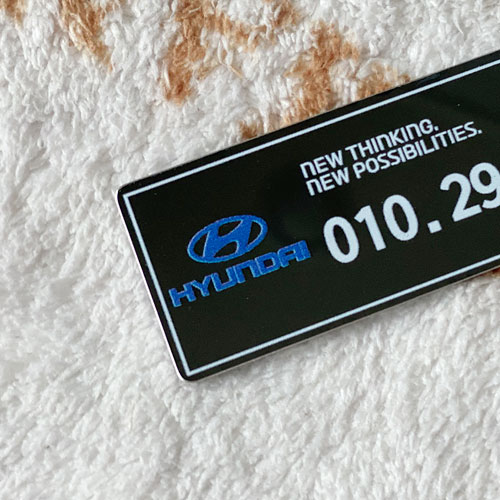 NEW THINKING.
NEW POSSIBILITIES.
HYUNDAI
010.29